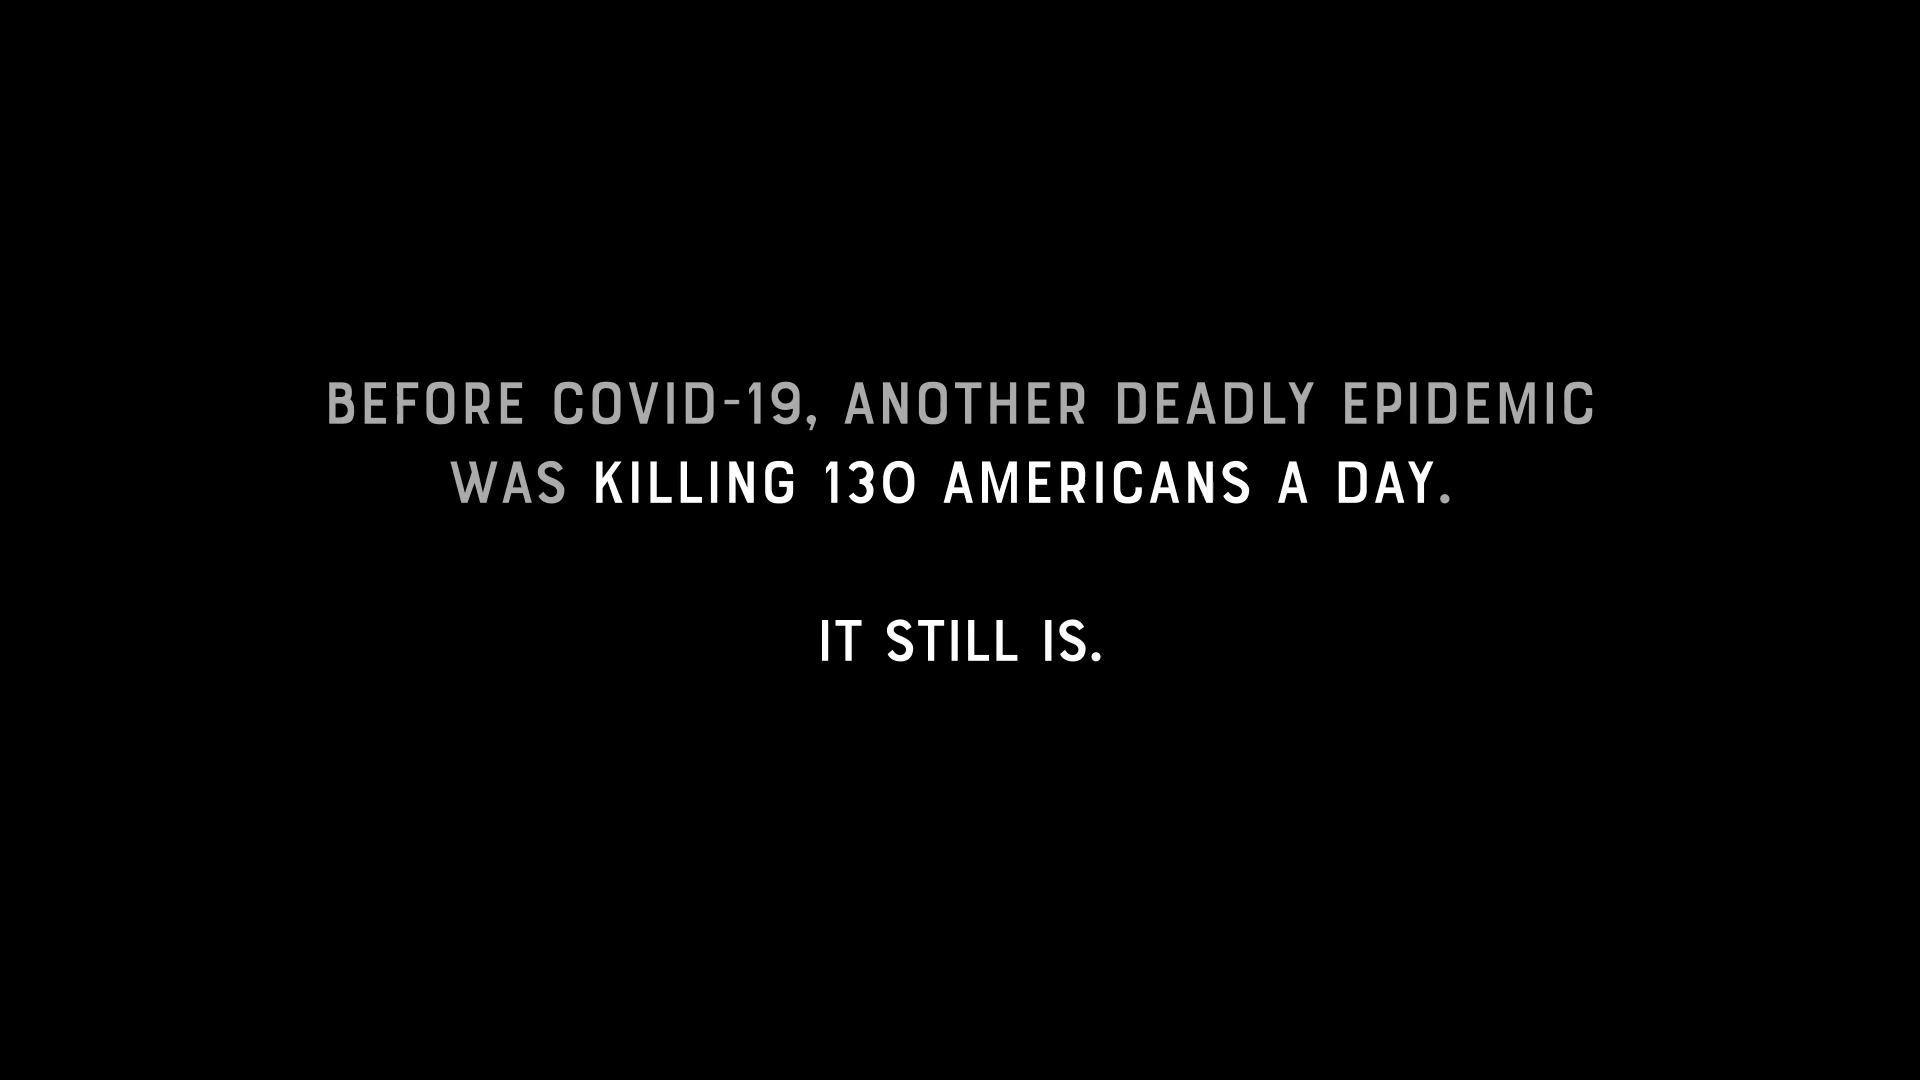 BEFORE COVID-19, ANOTHER DEADLY EPIDEMIC
WAS KILLING 130 AMERICANS A DAY.
IT STILL IS.